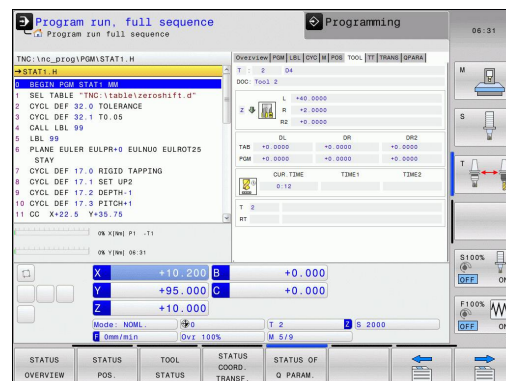 Program run, full sequence
Program run full sequence
Programming
06:31
TNC:\nc_prog\PGM\STAT1.H
→STAT1.H
0 BEGIN PGM STAT1 MM
1 SEL TABLE "TNC:\table\zeroshift.d"
2 CYCL DEF 32.0 TOLERANCE
3 CYCL DEF 32.1 T0.05
4 CALL LBL 99
5 LBL 99
6 PLANE EULER EULPR+0 EULNU0 EULROT25
STAY
7 CYCL DEF 17.0 RIGID TAPPING
8 CYCL DEF 17.1 SET UP2
9 CYCL DEF 17.2 DEPTH-1
10 CYCL DEF 17.3 PITCH+1
11 CC X+22.5 Y+35.75
0% X[Nm] P1 -T1
0% Y[Nm] 06:31
Overview PGM LBL CYC M POS TOOL TT TRANS QPARA
T : 2 D4
DOC: Tool 2
L +40.0000
Z R +2.0000
R2 +0.0000
DL DR DR2
TAB +0.0000 +0.0000 +0.0000
PGM +0.0000 +0.0000 +0.0000
CUR.TIME TIME1 TIME2
0:12
T 2
RT
X +10.200 B +0.000
Y +95.000 C +0.000
Z +10.000
Mode: NOML. 0 T 2 Z S 2000
F 0mm/min Ovr 100% M 5/9
M
S
T
S100%
OFF ON
F100%
OFF ON
STATUS OVERVIEW
STATUS POS.
TOOL STATUS
STATUS COORD. TRANSF.
STATUS OF Q PARAM.